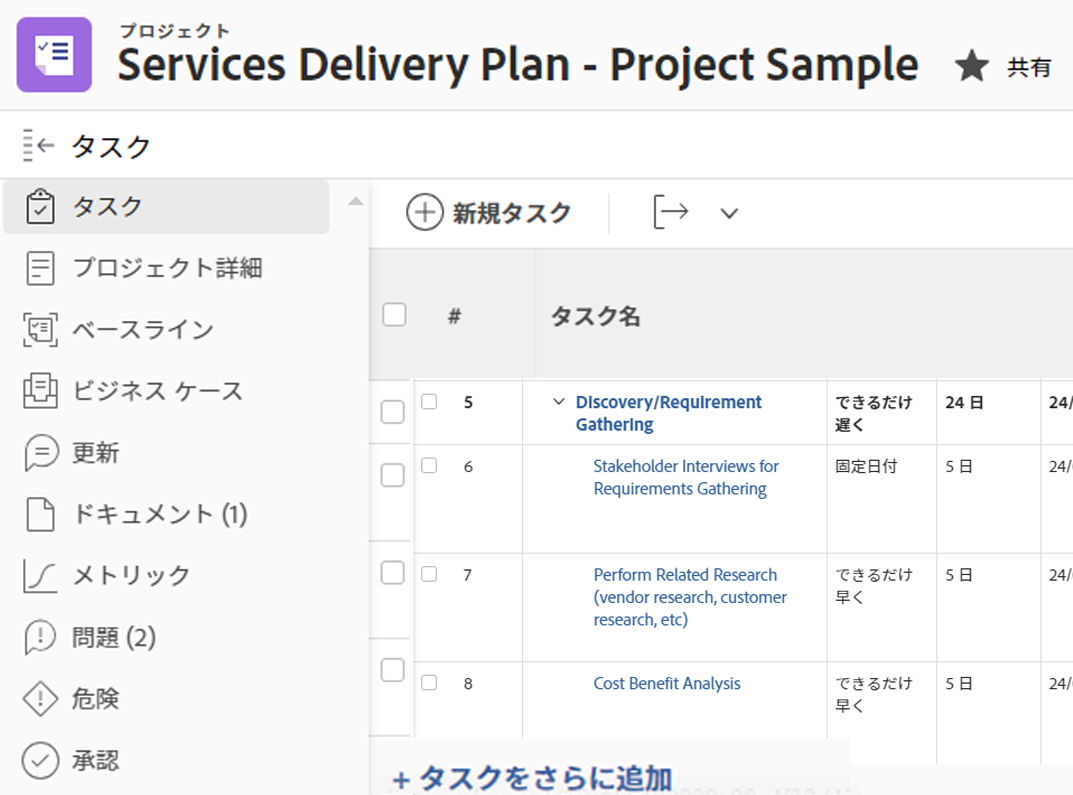 プロジェクト
Services Delivery Plan - Project Sample
共有
タスク
タスク
プロジェクト詳細
ベースライン
ビジネス ケース
更新
ドキュメント (1)
メトリック
問題 (2)
危険
承認
新規タスク
# タスク名
5 Discovery/Requirement Gathering できるだけ遅く 24 日 24/
6 Stakeholder Interviews for Requirements Gathering 固定日付 5 日 24/
7 Perform Related Research (vendor research, customer research, etc) できるだけ早く 5 日 24/
8 Cost Benefit Analysis できるだけ早く 5 日 24/
+ タスクをさらに追加